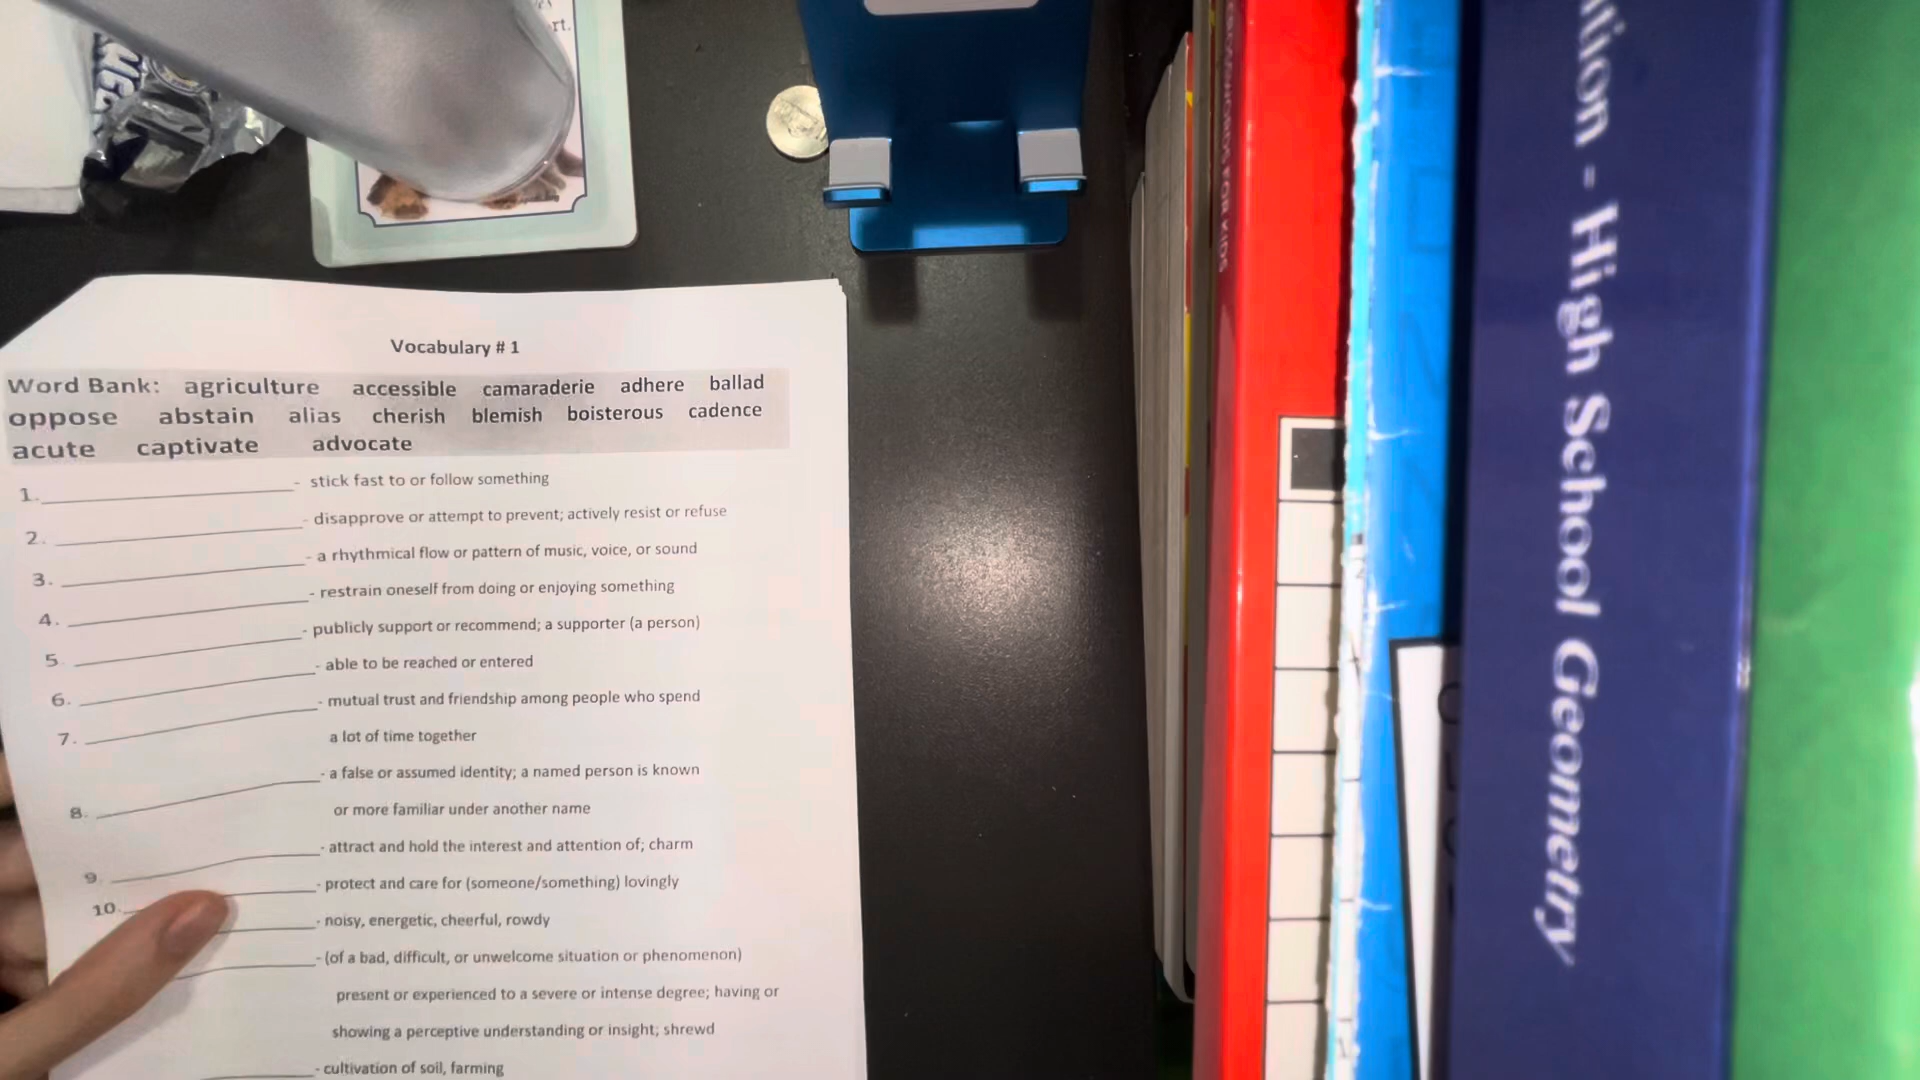 rt.
Vocabulary # 1
Word Bank: agriculture accessible camaraderie adhere ballad
oppose abstain alias cherish blemish boisterous cadence
acute captivate advocate
1. - stick fast to or follow something
2. - disapprove or attempt to prevent; actively resist or refuse
3. - a rhythmical flow or pattern of music, voice, or sound
4. - restrain oneself from doing or enjoying something
5 - publicly support or recommend; a supporter (a person)
6. - able to be reached or entered
7. - mutual trust and friendship among people who spend
a lot of time together
8. - a false or assumed identity; a named person is known
or more familiar under another name
9. - attract and hold the interest and attention of; charm
10. - protect and care for (someone/something) lovingly
- noisy, energetic, cheerful, rowdy
- (of a bad, difficult, or unwelcome situation or phenomenon)
present or experienced to a severe or intense degree; having or
showing a perceptive understanding or insight; shrewd
- cultivation of soil, farming
CROSSWORDS FOR KIDS
ition - High School Geometry